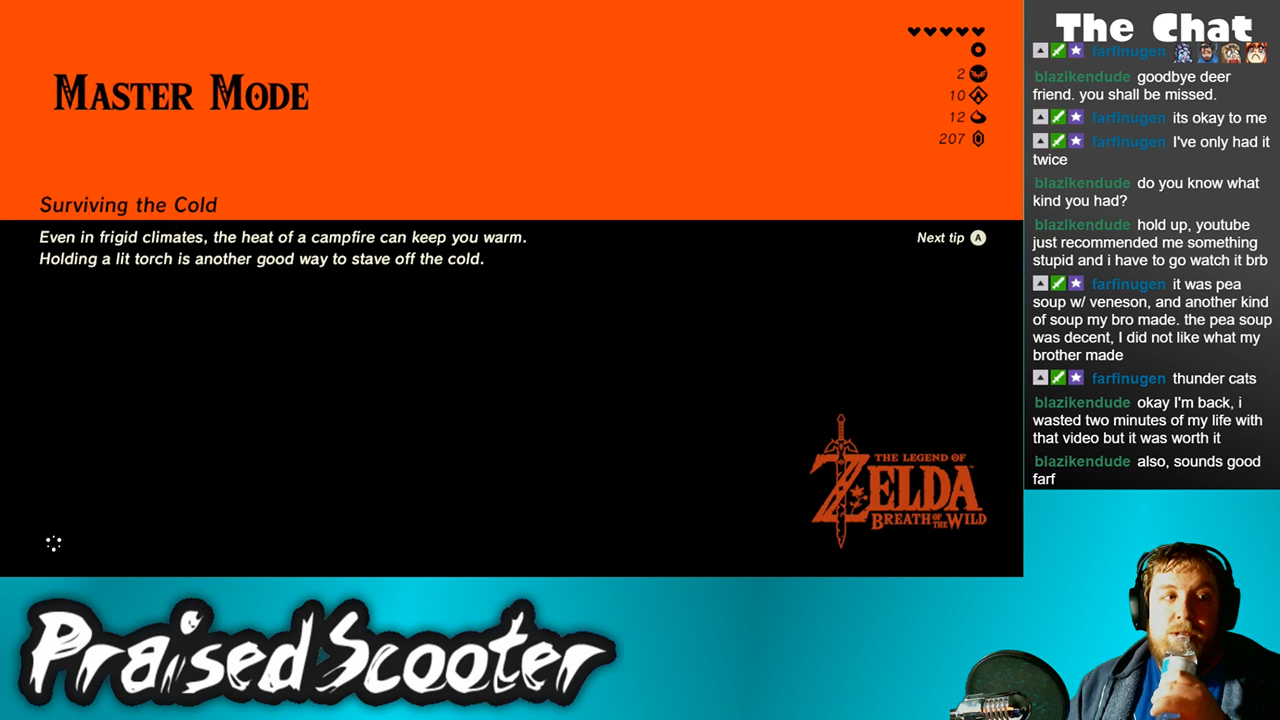 MASTER MODE
2
10
12
207
Surviving the Cold
Even in frigid climates, the heat of a campfire can keep you warm.
Holding a lit torch is another good way to stave off the cold.
Next tip A
THE LEGEND OF
ZELDA
BREATH OF THE WILD
PraisedScooter
The Chat
farfinugen
blazikendude goodbye deer
friend. you shall be missed.
farfinugen its okay to me
farfinugen I've only had it
twice
blazikendude do you know what
kind you had?
blazikendude hold up, youtube
just recommended me something
stupid and i have to go watch it brb
farfinugen it was pea
soup w/ veneson, and another kind
of soup my bro made. the pea soup
was decent, I did not like what my
brother made
farfinugen thunder cats
blazikendude okay I'm back, i
wasted two minutes of my life with
that video but it was worth it
blazikendude also, sounds good
farf